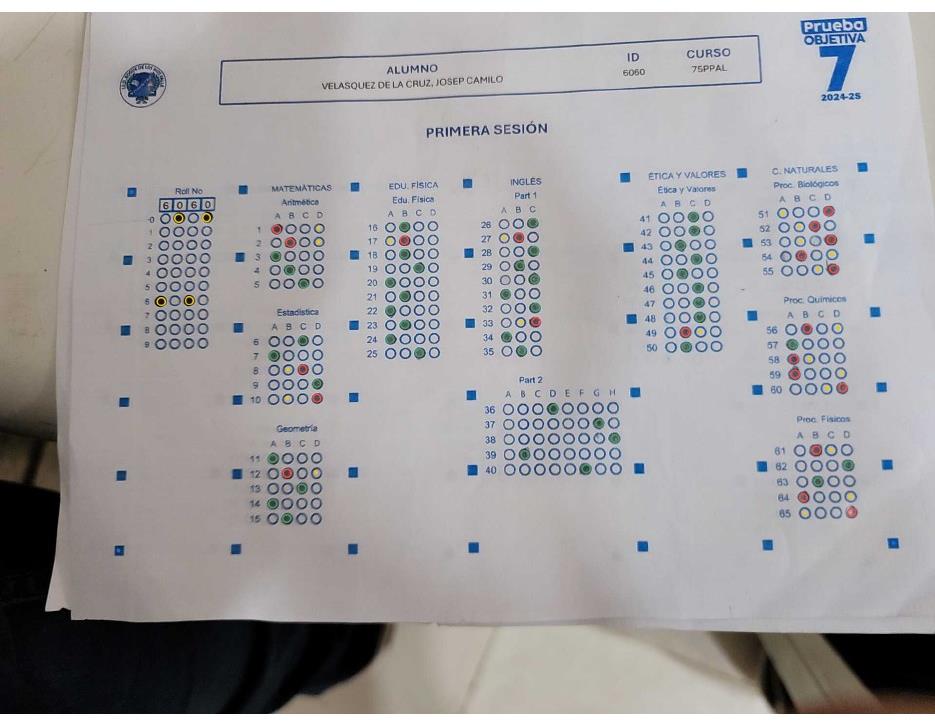 Prueba
OBJETIVA
7
2024-25
ALUMNO
VELASQUEZ DE LA CRUZ, JOSEP CAMILO
ID
6060
CURSO
75PPAL
PRIMERA SESIÓN
Roll No
6 0 6 0
0
1
2
3
4
5
6
7
8
9
MATEMÁTICAS
Aritmética
A B C D
1
2
3
4
5
Estadística
A B C D
6
7
8
9
10
Geometría
A B C D
11
12
13
14
15
EDU. FÍSICA
Edu. Física
A B C D
16
17
18
19
20
21
22
23
24
25
INGLÉS
Part 1
A B C
26
27
28
29
30
31
32
33
34
35
Part 2
A B C D E F G H
36
37
38
39
40
ÉTICA Y VALORES
Ética y Valores
A B C D
41
42
43
44
45
46
47
48
49
50
C. NATURALES
Proc. Biológicos
A B C D
51
52
53
54
55
Proc. Químicos
A B C D
56
57
58
59
60
Proc. Físicos
A B C D
61
62
63
64
65